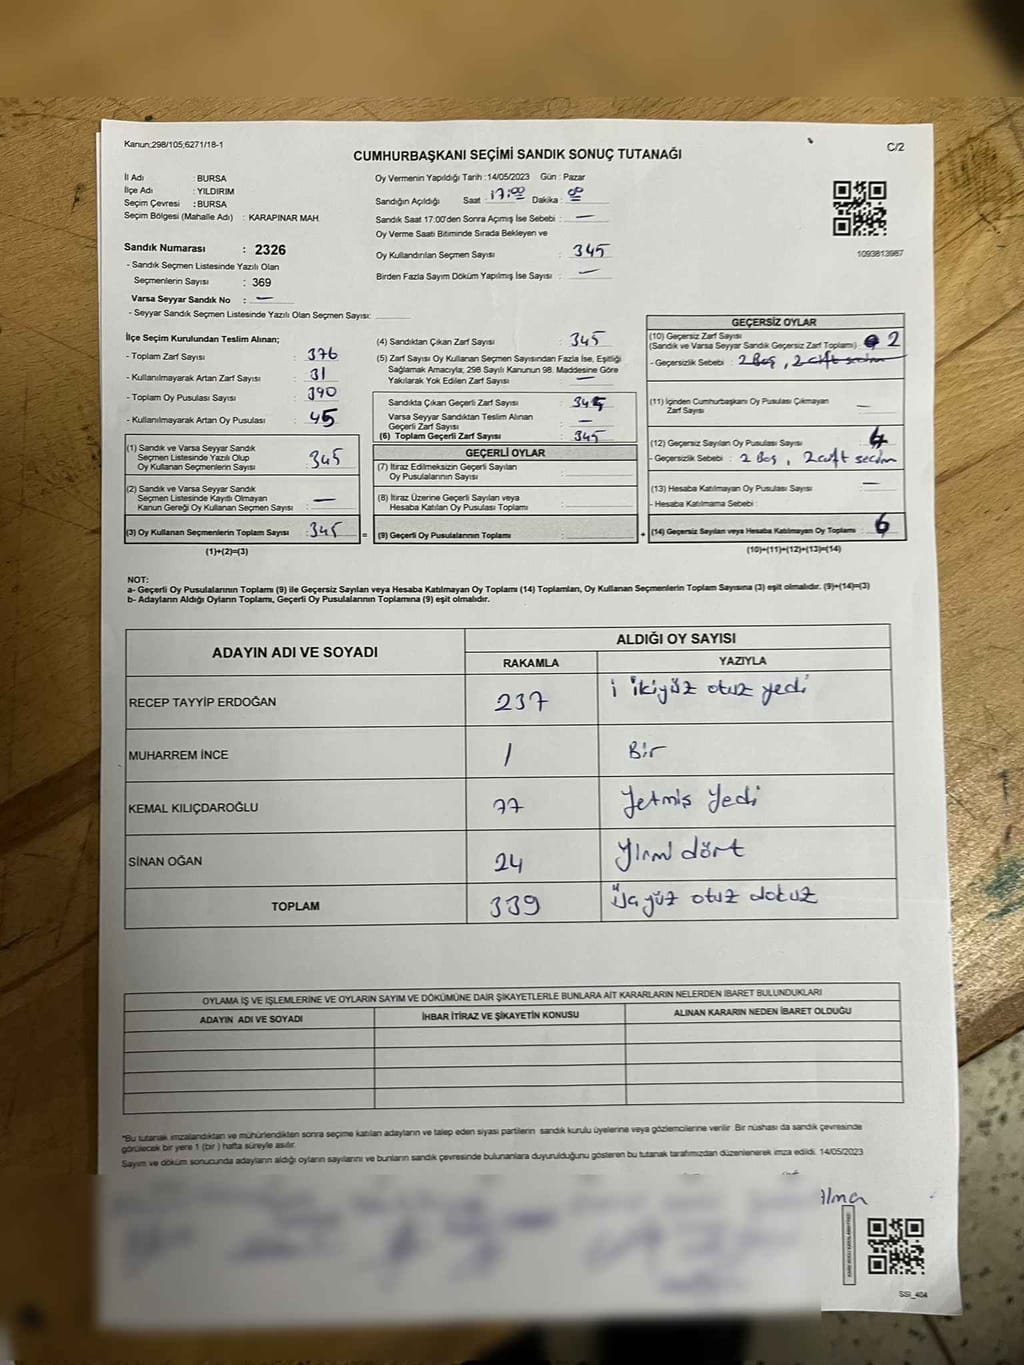 Kanun;298/105;6271/18-1
C/2
CUMHURBAŞKANI SEÇİMİ SANDIK SONUÇ TUTANAĞI
İl Adı : BURSA
İlçe Adı : YILDIRIM
Seçim Çevresi : BURSA
Seçim Bölgesi (Mahalle Adı) : KARAPINAR MAH.
Sandık Numarası : 2326
- Sandık Seçmen Listesinde Yazılı Olan
Seçmenlerin Sayısı : 369
Varsa Seyyar Sandık No : —
- Seyyar Sandık Seçmen Listesinde Yazılı Olan Seçmen Sayısı:
Oy Vermenin Yapıldığı Tarih :14/05/2023 Gün : Pazar
Sandığın Açıldığı Saat : 17:00 Dakika : 00
Sandık Saat 17.00'den Sonra Açımış İse Sebebi : —
Oy Verme Saati Bitiminde Sırada Bekleyen ve
Oy Kullandırılan Seçmen Sayısı : 345
Birden Fazla Sayım Döküm Yapılmış İse Sayısı : —
1093813987
İlçe Seçim Kurulundan Teslim Alınan;
- Toplam Zarf Sayısı : 376
- Kullanılmayarak Artan Zarf Sayısı : 31
- Toplam Oy Pusulası Sayısı : 390
- Kullanılmayarak Artan Oy Pusulası : 45
(1) Sandık ve Varsa Seyyar Sandık
Seçmen Listesinde Yazılı Olup
Oy Kullanan Seçmenlerin Sayısı : 345
(2) Sandık ve Varsa Seyyar Sandık
Seçmen Listesinde Kayıtlı Olmayan
Kanun Gereği Oy Kullanan Seçmen Sayısı : —
(3) Oy Kullanan Seçmenlerin Toplam Sayısı : 345
(1)+(2)=(3)
(4) Sandıktan Çıkan Zarf Sayısı : 345
(5) Zarf Sayısı Oy Kullanan Seçmen Sayısından Fazla İse, Eşitliği
Sağlamak Amacıyla; 298 Sayılı Kanunun 98. Maddesine Göre
Yakılarak Yok Edilen Zarf Sayısı : —
Sandıkta Çıkan Geçerli Zarf Sayısı : 345
Varsa Seyyar Sandıktan Teslim Alınan
Geçerli Zarf Sayısı : —
(6) Toplam Geçerli Zarf Sayısı : 345
GEÇERLİ OYLAR
(7) İtiraz Edilmeksizin Geçerli Sayılan
Oy Pusulalarının Sayısı :
(8) İtiraz Üzerine Geçerli Sayılan veya
Hesaba Katılan Oy Pusulası Toplamı :
(9) Geçerli Oy Pusulalarının Toplamı :
GEÇERSİZ OYLAR
(10) Geçersiz Zarf Sayısı
(Sandık ve Varsa Seyyar Sandık Geçersiz Zarf Toplamı) : 2
- Geçersizlik Sebebi : 2 Boş, 2 çift seçim
(11) İçinden Cumhurbaşkanı Oy Pusulası Çıkmayan
Zarf Sayısı : —
(12) Geçersiz Sayılan Oy Pusulası Sayısı : 4
- Geçersizlik Sebebi : 2 Boş, 2 çift seçim
(13) Hesaba Katılmayan Oy Pusulası Sayısı : —
- Hesaba Katılmama Sebebi
(14) Geçersiz Sayılan veya Hesaba Katılmayan Oy Toplamı : 6
(10)+(11)+(12)+(13)=(14)
NOT:
a- Geçerli Oy Pusulalarının Toplamı (9) ile Geçersiz Sayılan veya Hesaba Katılmayan Oy Toplamı (14) Toplamları, Oy Kullanan Seçmenlerin Toplam Sayısına (3) eşit olmalıdır. (9)+(14)=(3)
b- Adayların Aldığı Oyların Toplamı, Geçerli Oy Pusulalarının Toplamına (9) eşit olmalıdır.
ADAYIN ADI VE SOYADI
ALDIĞI OY SAYISI
RAKAMLA YAZIYLA
RECEP TAYYİP ERDOĞAN 237 i ikiyüz otuz yedi
MUHARREM İNCE 1 Bir
KEMAL KILIÇDAROĞLU 77 Yetmiş Yedi
SİNAN OĞAN 24 Yirmi dört
TOPLAM 339 yüz otuz dokuz
OYLAMA İŞ VE İŞLEMLERİNE VE OYLARIN SAYIM VE DÖKÜMÜNE DAİR ŞİKAYETLERLE BUNLARA AİT KARARLARIN NELERDEN İBARET BULUNDUKLARI
ADAYIN ADI VE SOYADI İHBAR İTİRAZ VE ŞİKAYETİN KONUSU ALINAN KARARIN NEDEN İBARET OLDUĞU
*Bu tutanak imzalandıktan ve mühürlendikten sonra seçime katılan adayların ve talep eden siyasi partilerin sandık kurulu üyelerine veya gözlemcilerine verilir. Bir nüshası da sandık çevresinde
görülecek bir yere 1 (bir ) hafta süreyle asılır.
Sayım ve döküm sonucunda adayların aldığı oyların sayılarını ve bunların sandık çevresinde bulunanlara duyurulduğunu gösteren bu tutanak tarafımızdan düzenlenerek imza edildi. 14/05/2023
SSİ_404